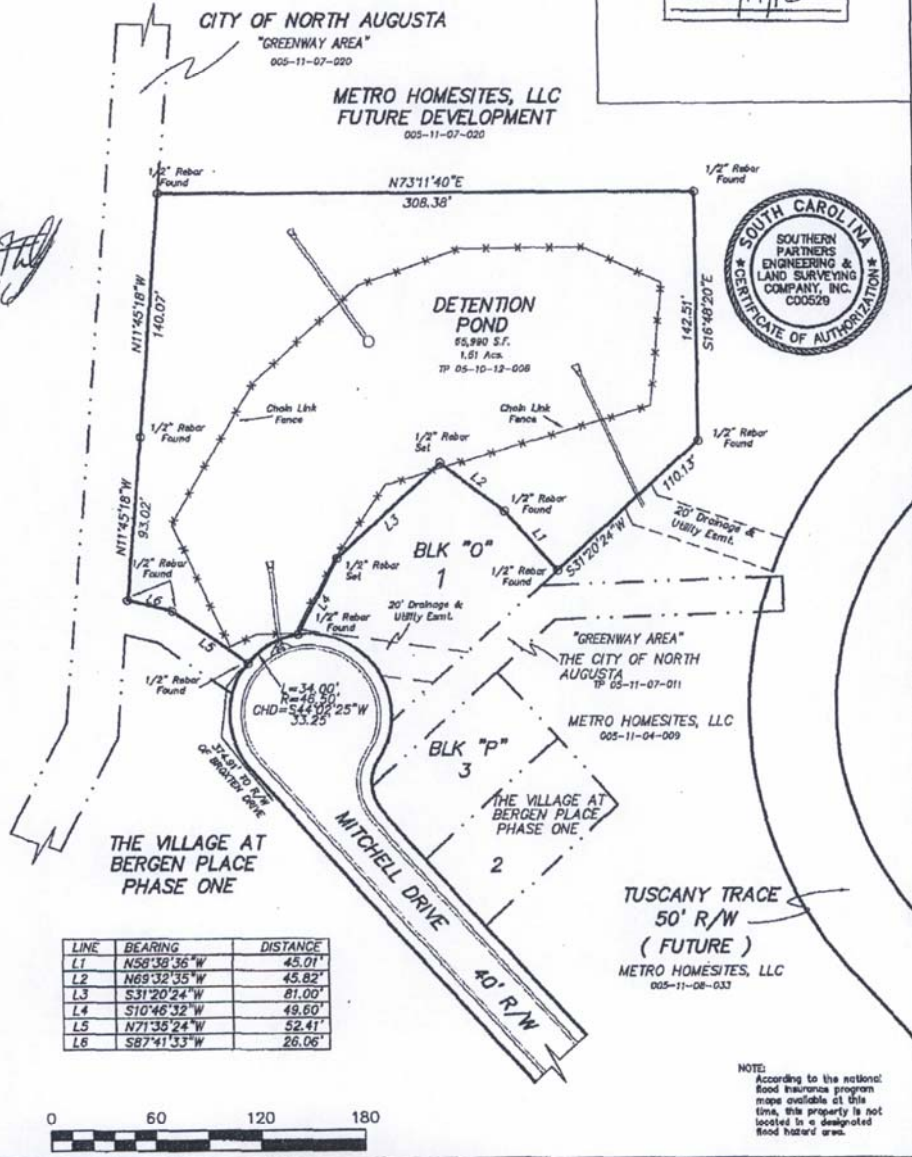 CITY OF NORTH AUGUSTA
"GREENWAY AREA"
005-11-07-020
METRO HOMESITES, LLC
FUTURE DEVELOPMENT
005-11-07-020
1/2" Rebar
Found
N73°11'40"E
308.38'
1/2" Rebar
Found
SOUTH CAROLINA
SOUTHERN
PARTNERS
ENGINEERING &
LAND SURVEYING
COMPANY, INC.
C00529
CERTIFICATE OF AUTHORIZATION
N11°45'18"W
140.07'
DETENTION
POND
65,990 S.F.
1.51 Acs.
TP 05-10-12-008
142.51'
S16°48'20"E
Chain Link
Fence
Chain Link
Fence
1/2" Rebar
Found
1/2" Rebar
Set
1/2" Rebar
Found
L2
1/2" Rebar
Found
110.13'
N11°45'18"W
93.02'
L3
L1
S31°20'24"W
20' Drainage &
Utility Esmt.
BLK "O"
1
1/2" Rebar
Found
1/2" Rebar
Set
1/2" Rebar
Found
L6
L4
20' Drainage &
Utility Esmt.
1/2" Rebar
Found
L5
"GREENWAY AREA"
THE CITY OF NORTH
AUGUSTA
TP 05-11-07-011
1/2" Rebar
Found
L=34.00'
R=48.50'
CHD=S44°02'25"W
33.25'
METRO HOMESITES, LLC
005-11-04-009
BLK "P"
3
374.91' TO R/W
OF BROXTEN DRIVE
THE VILLAGE AT
BERGEN PLACE
PHASE ONE
2
MITCHELL DRIVE
40' R/W
THE VILLAGE AT
BERGEN PLACE
PHASE ONE
TUSCANY TRACE
50' R/W
( FUTURE )
METRO HOMESITES, LLC
005-11-08-033
LINE BEARING DISTANCE
L1 N58°38'36"W 45.01'
L2 N69°32'35"W 45.82'
L3 S31°20'24"W 81.00'
L4 S10°46'32"W 49.60'
L5 N71°35'24"W 52.41'
L6 S87°41'33"W 26.06'
NOTE:
According to the national
flood insurance program
maps available at this
time, this property is not
located in a designated
flood hazard area.
0 60 120 180